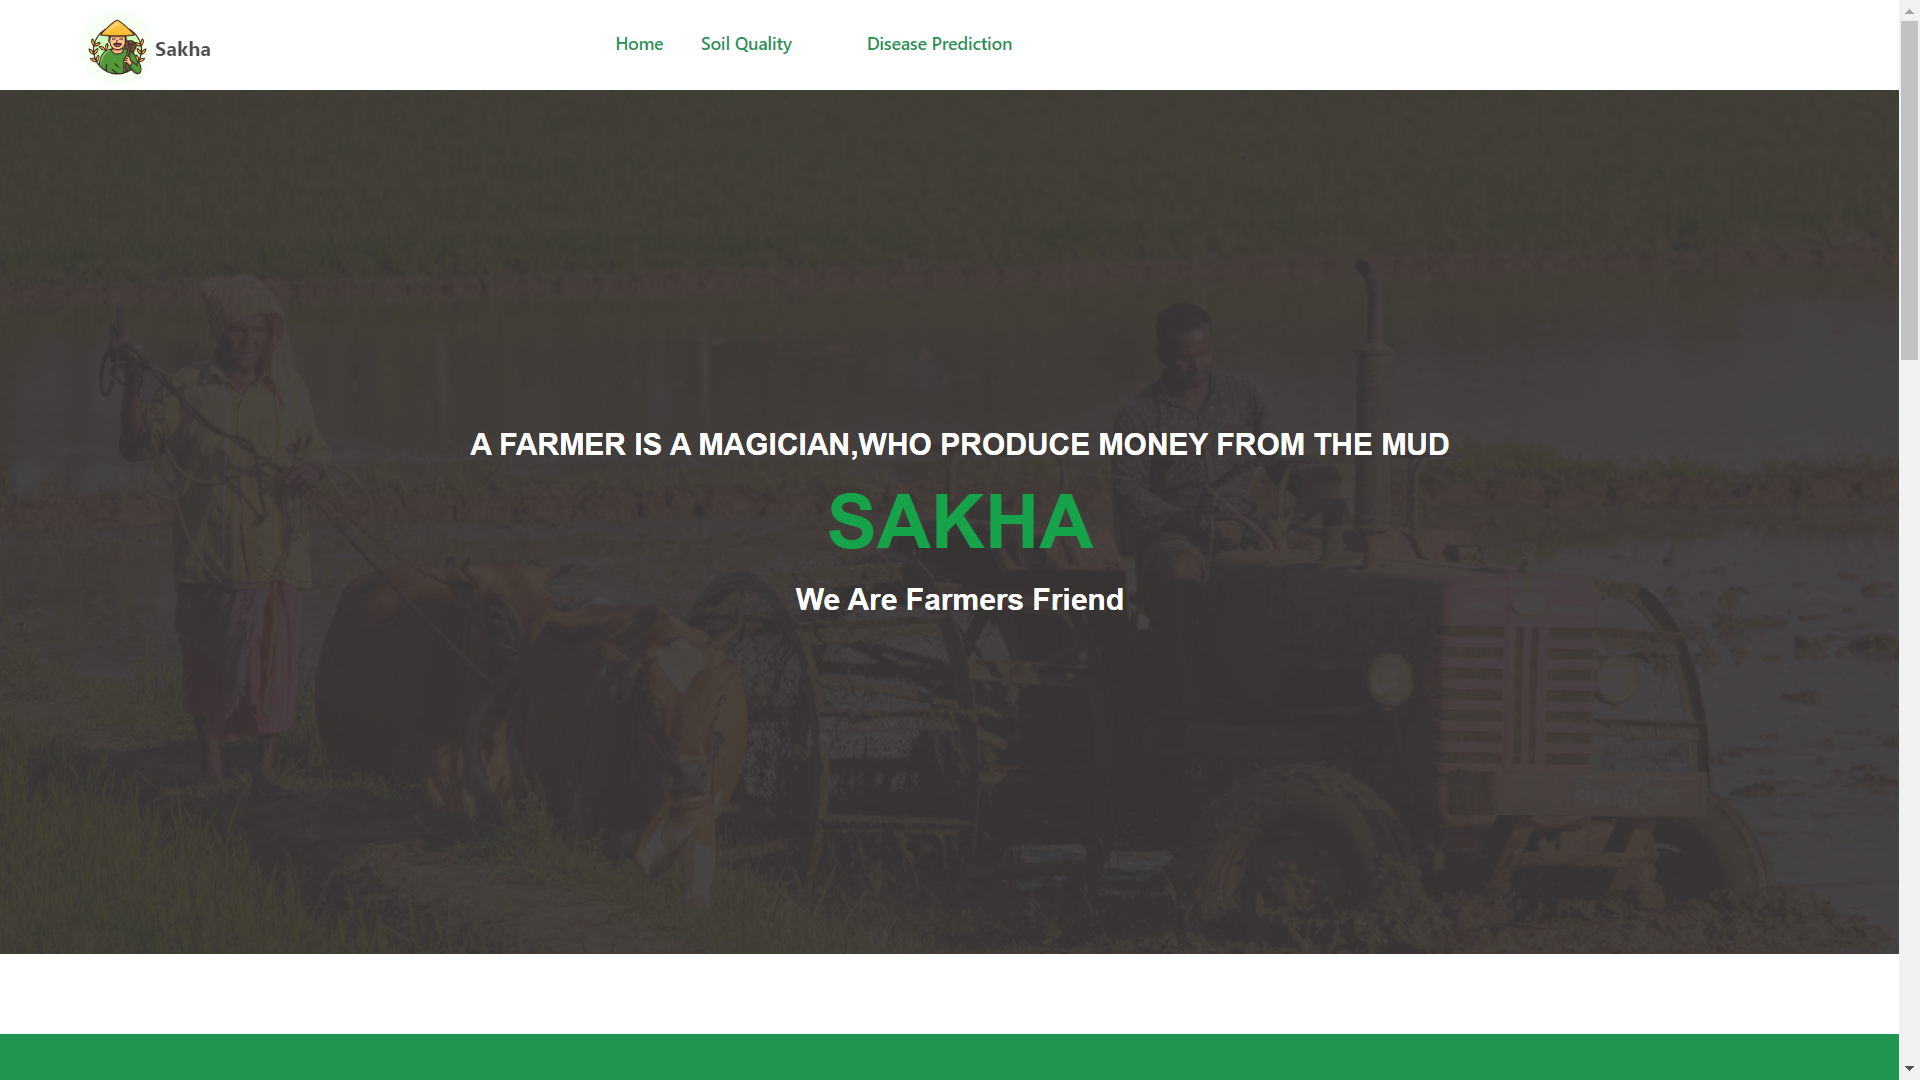 Sakha
Home
Soil Quality
Disease Prediction
A FARMER IS A MAGICIAN,WHO PRODUCE MONEY FROM THE MUD
SAKHA
We Are Farmers Friend